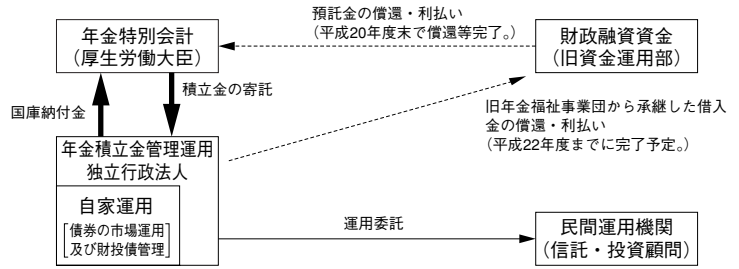 預託金の償還・利払い
(平成20年度末で償還等完了。)
年金特別会計
(厚生労働大臣)
財政融資資金
(旧資金運用部)
国庫納付金
積立金の寄託
旧年金福祉事業団から承継した借入
金の償還・利払い
(平成22年度までに完了予定。)
年金積立金管理運用
独立行政法人
自家運用
[債券の市場運用
及び財投債管理]
運用委託
民間運用機関
(信託・投資顧問)